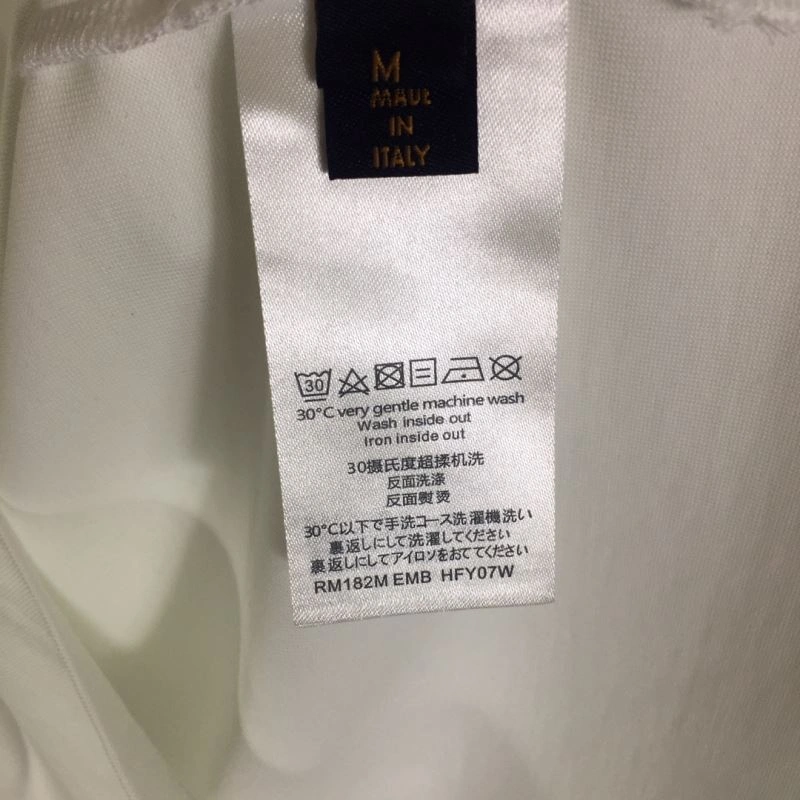 M
MADE
IN
ITALY
30
30°C very gentle machine wash
Wash inside out
Iron inside out
30摄氏度超揉机洗
反面洗涤
反面熨烫
30℃以下で手洗コース洗濯機洗い
裏返しにして洗濯してください
裏返しにしてアイロソをおててください
RM182M EMB HFY07W